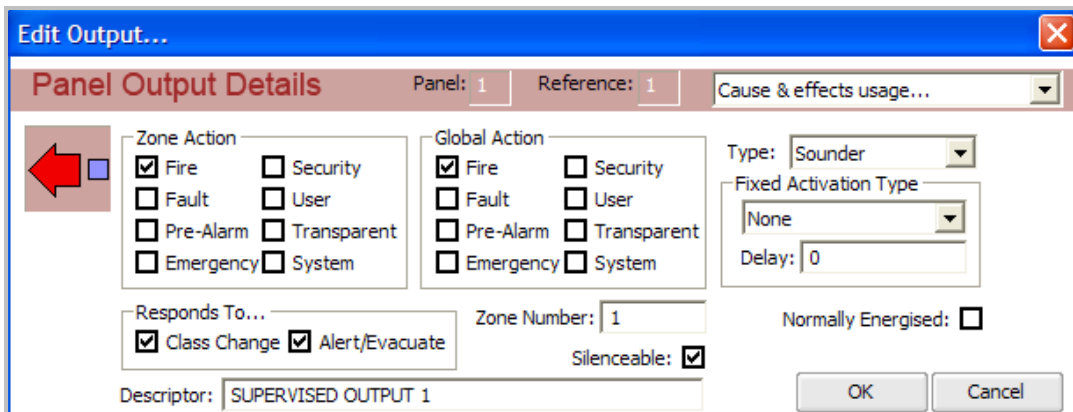 Edit Output...
Panel Output Details Panel: 1 Reference: 1 Cause & effects usage...
Zone Action
Fire Security
Fault User
Pre-Alarm Transparent
Emergency System
Global Action
Fire Security
Fault User
Pre-Alarm Transparent
Emergency System
Type: Sounder
Fixed Activation Type
None
Delay: 0
Responds To...
Class Change Alert/Evacuate
Zone Number: 1
Silenceable:
Normally Energised:
Descriptor: SUPERVISED OUTPUT 1
OK Cancel